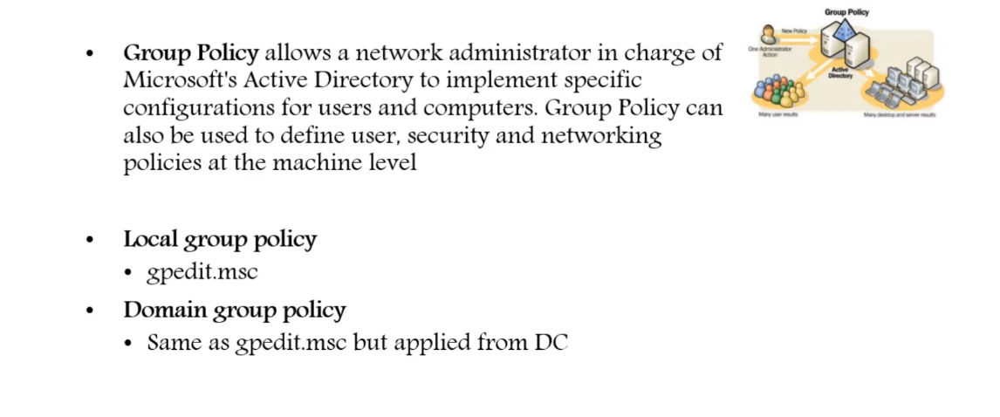 Group Policy
New Policy
One Administrator
Action
Active
Directory
Many user results
Many desktop and server results
• Group Policy allows a network administrator in charge of
Microsoft's Active Directory to implement specific
configurations for users and computers. Group Policy can
also be used to define user, security and networking
policies at the machine level
• Local group policy
• gpedit.msc
• Domain group policy
• Same as gpedit.msc but applied from DC